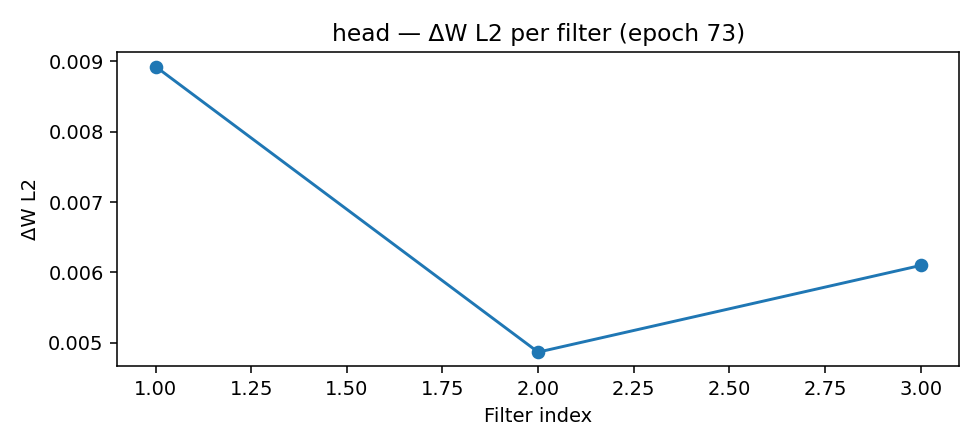 head — ΔW L2 per filter (epoch 73)
0.009
0.008
0.007
0.006
0.005
ΔW L2
1.00 1.25 1.50 1.75 2.00 2.25 2.50 2.75 3.00
Filter index